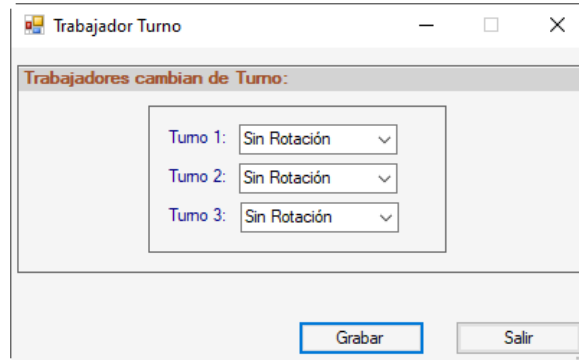 Trabajador Turno
Trabajadores cambian de Turno:
Turno 1: Sin Rotación
Turno 2: Sin Rotación
Turno 3: Sin Rotación
Grabar Salir